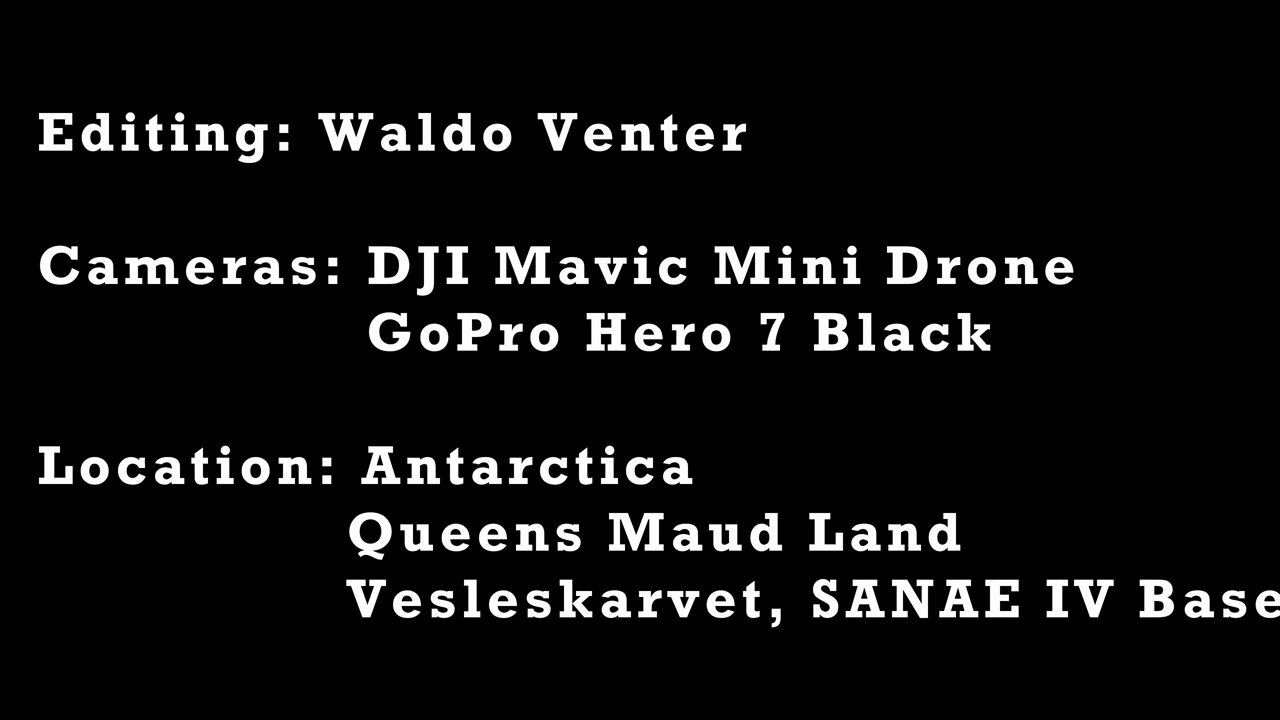 Editing: Waldo Venter
Cameras: DJI Mavic Mini Drone
GoPro Hero 7 Black
Location: Antarctica
Queens Maud Land
Vesleskarvet, SANAE IV Base